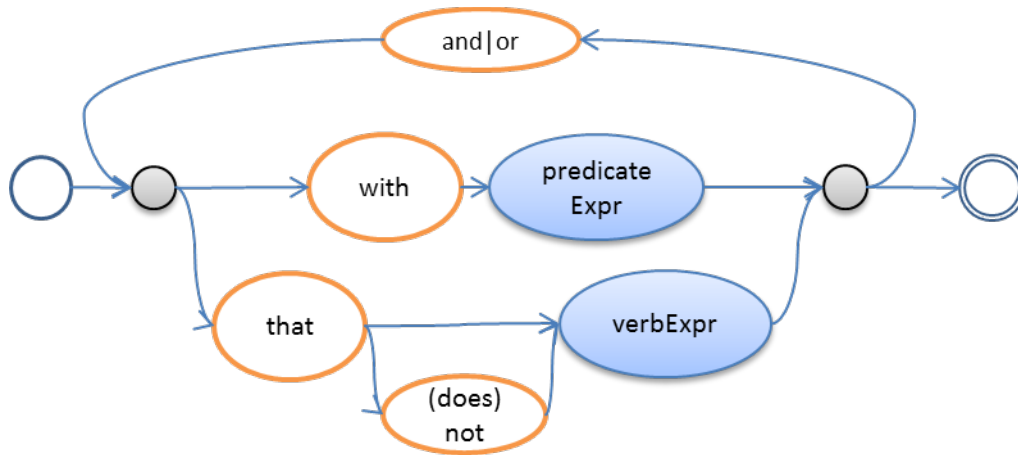 and|or
with
predicate
Expr
that
verbExpr
(does)
not